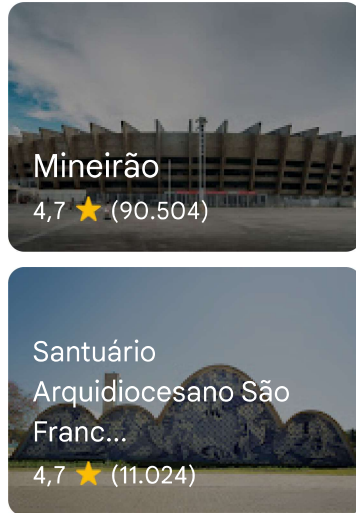 Mineirão
4,7 ⭐ (90.504)
Santuário
Arquidiocesano São
Franc...
4,7 ⭐ (11.024)